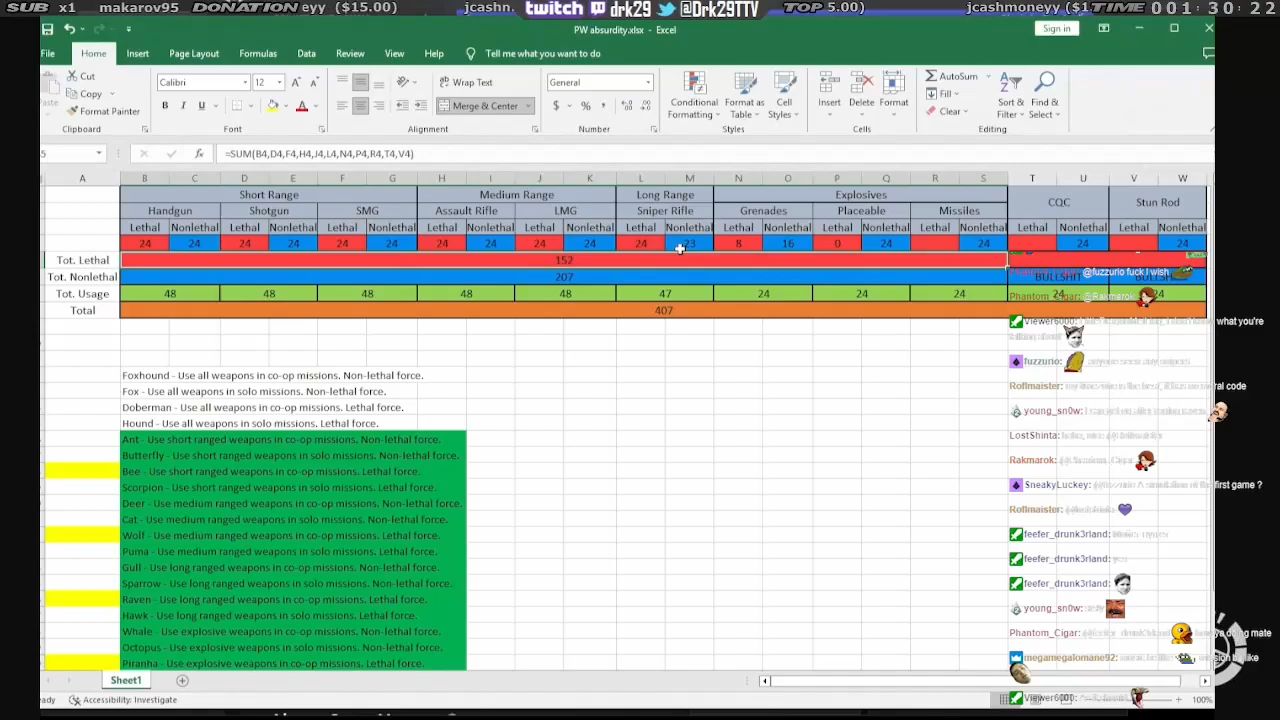 SUB x1 makarov95 DONATION eyy ($15.00) jcash. twitch drk29 @Drk29TTV TOP 5.00) jcashmoneyy ($1 TIME 001:30:22
PW absurdity.xlsx - Excel
Sign in
File Home Insert Page Layout Formulas Data Review View Help Tell me what you want to do
Cut
Copy
Format Painter
Calibri 12
B I U
Wrap Text
Merge & Center
General
$ % ,
Conditional Formatting
Format as Table
Cell Styles
Insert Delete Format
AutoSum
Fill
Clear
Sort & Filter
Find & Select
Clipboard Font Alignment Number Styles Cells Editing
5 fx =SUM(B4,D4,F4,H4,J4,L4,N4,P4,R4,T4,V4)
A B C D E F G H I J K L M N O P Q R S T U V W
Short Range Medium Range Long Range Explosives CQC Stun Rod
Handgun Shotgun SMG Assault Rifle LMG Sniper Rifle Grenades Placeable Missiles
Lethal Nonlethal Lethal Nonlethal Lethal Nonlethal Lethal Nonlethal Lethal Nonlethal Lethal Nonlethal Lethal Nonlethal Lethal Nonlethal Lethal Nonlethal Lethal Nonlethal Lethal Nonlethal
24 24 24 24 24 24 24 24 24 24 24 23 8 16 0 24 24 24 24
Tot. Lethal 152
Tot. Nonlethal 207 BULLSHIT
Tot. Usage 48 48 48 48 48 47 24 24 24 24 24
Total 407
@fuzzurio fuck I wish
Phantom_Cigar: @Rakmarok
Viewer6000: what you're
fuzzurio:
Roflmaister: al code
young_sn0w:
LostShinta:
Rakmarok:
SneakyLuckey: first game ?
Roflmaister:
feefer_drunk3rland:
feefer_drunk3rland:
feefer_drunk3rland:
young_sn0w:
Phantom_Cigar: doing mate
megamegalomane92: like
Viewer6000:
Foxhound - Use all weapons in co-op missions. Non-lethal force.
Fox - Use all weapons in solo missions. Non-lethal force.
Doberman - Use all weapons in co-op missions. Lethal force.
Hound - Use all weapons in solo missions. Lethal force.
Ant - Use short ranged weapons in co-op missions. Non-lethal force.
Butterfly - Use short ranged weapons in solo missions. Non-lethal force.
Bee - Use short ranged weapons in co-op missions. Lethal force.
Scorpion - Use short ranged weapons in solo missions. Lethal force.
Deer - Use medium ranged weapons in co-op missions. Non-lethal force.
Cat - Use medium ranged weapons in solo missions. Non-lethal force.
Wolf - Use medium ranged weapons in co-op missions. Lethal force.
Puma - Use medium ranged weapons in solo missions. Lethal force.
Gull - Use long ranged weapons in co-op missions. Non-lethal force.
Sparrow - Use long ranged weapons in solo missions. Non-lethal force.
Raven - Use long ranged weapons in co-op missions. Lethal force.
Hawk - Use long ranged weapons in solo missions. Lethal force.
Whale - Use explosive weapons in co-op missions. Non-lethal force.
Octopus - Use explosive weapons in solo missions. Non-lethal force.
Piranha - Use explosive weapons in co-op missions. Lethal force.
Sheet1
Accessibility: Investigate
100%